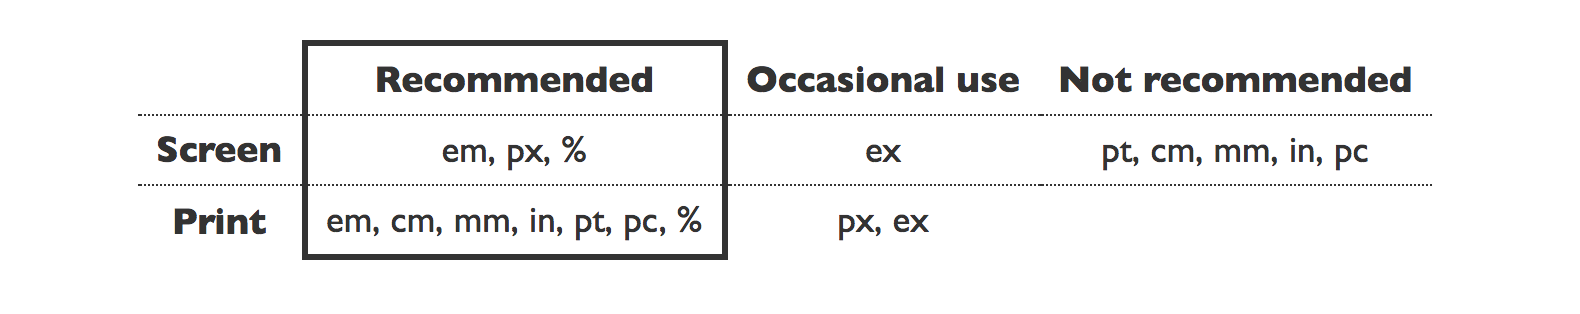 Recommended Occasional use Not recommended
Screen em, px, % ex pt, cm, mm, in, pc
Print em, cm, mm, in, pt, pc, % px, ex